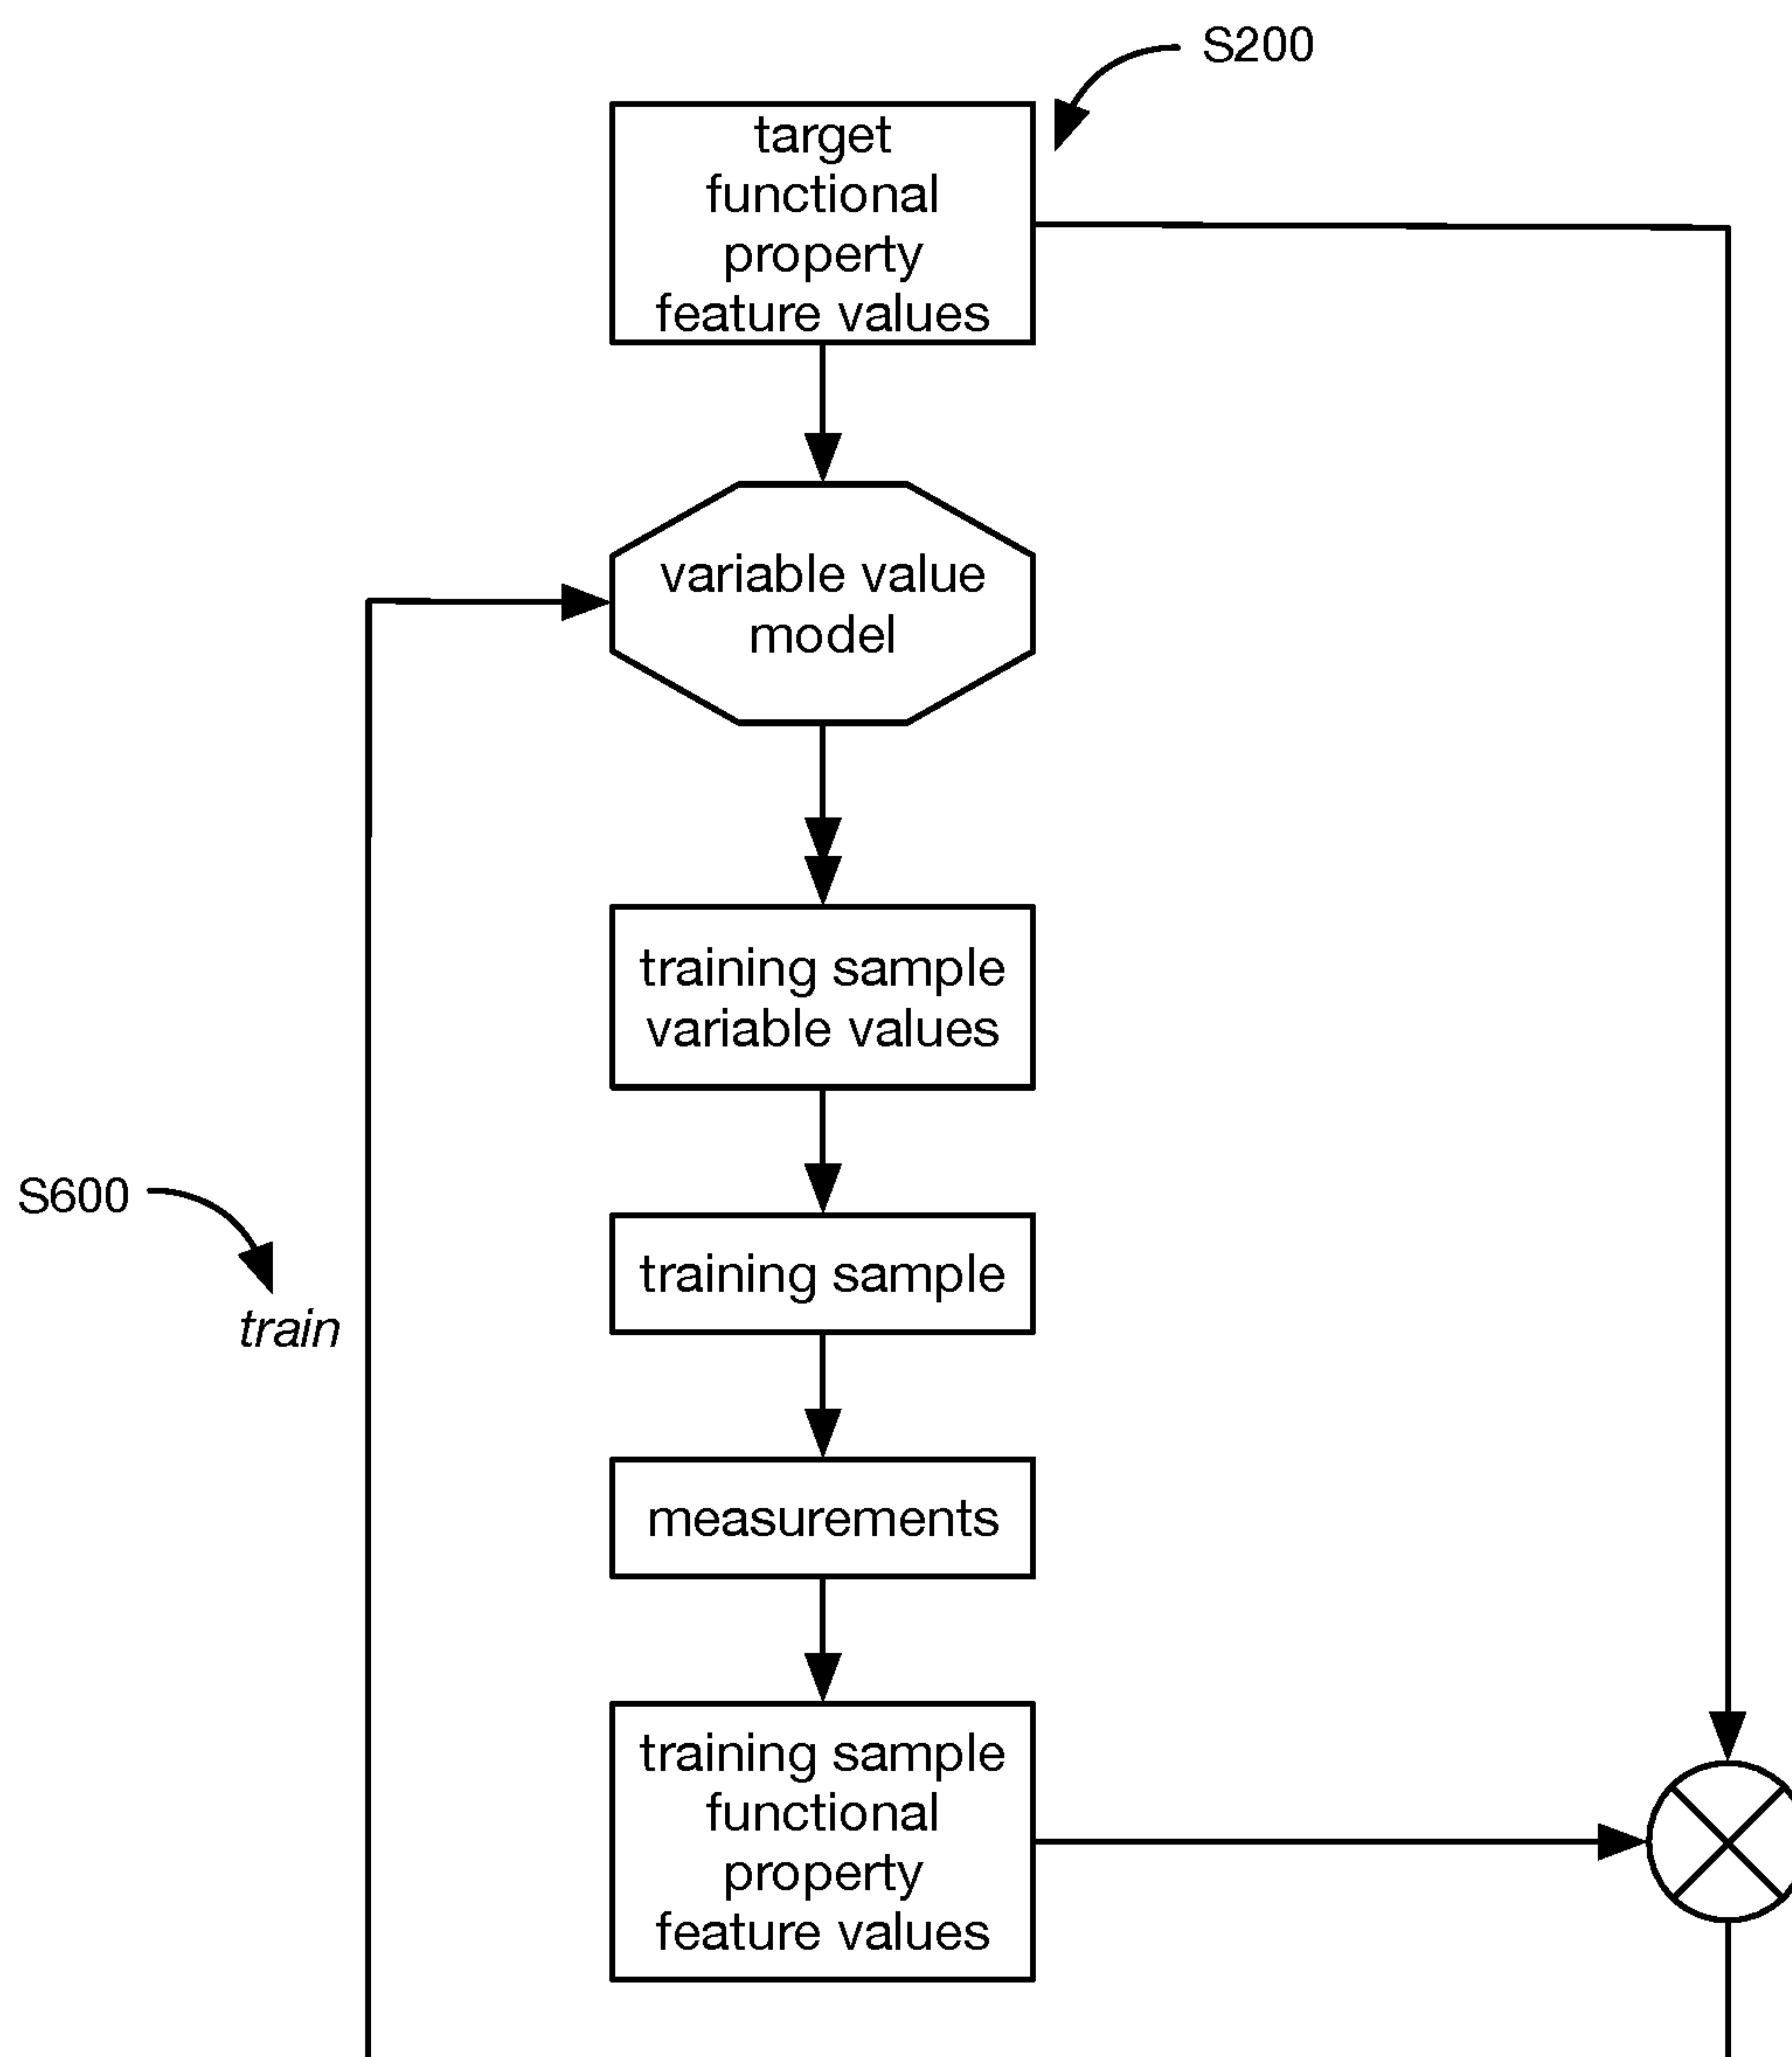 S200
target
functional
property
feature values
variable value
model
training sample
variable values
S600
train
training sample
measurements
training sample
functional
property
feature values